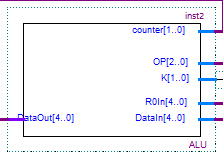 inst2
counter[1..0]
OP[2..0]
K[1..0]
R0In[4..0]
DataOut[4..0] DataIn[4..0]
ALU